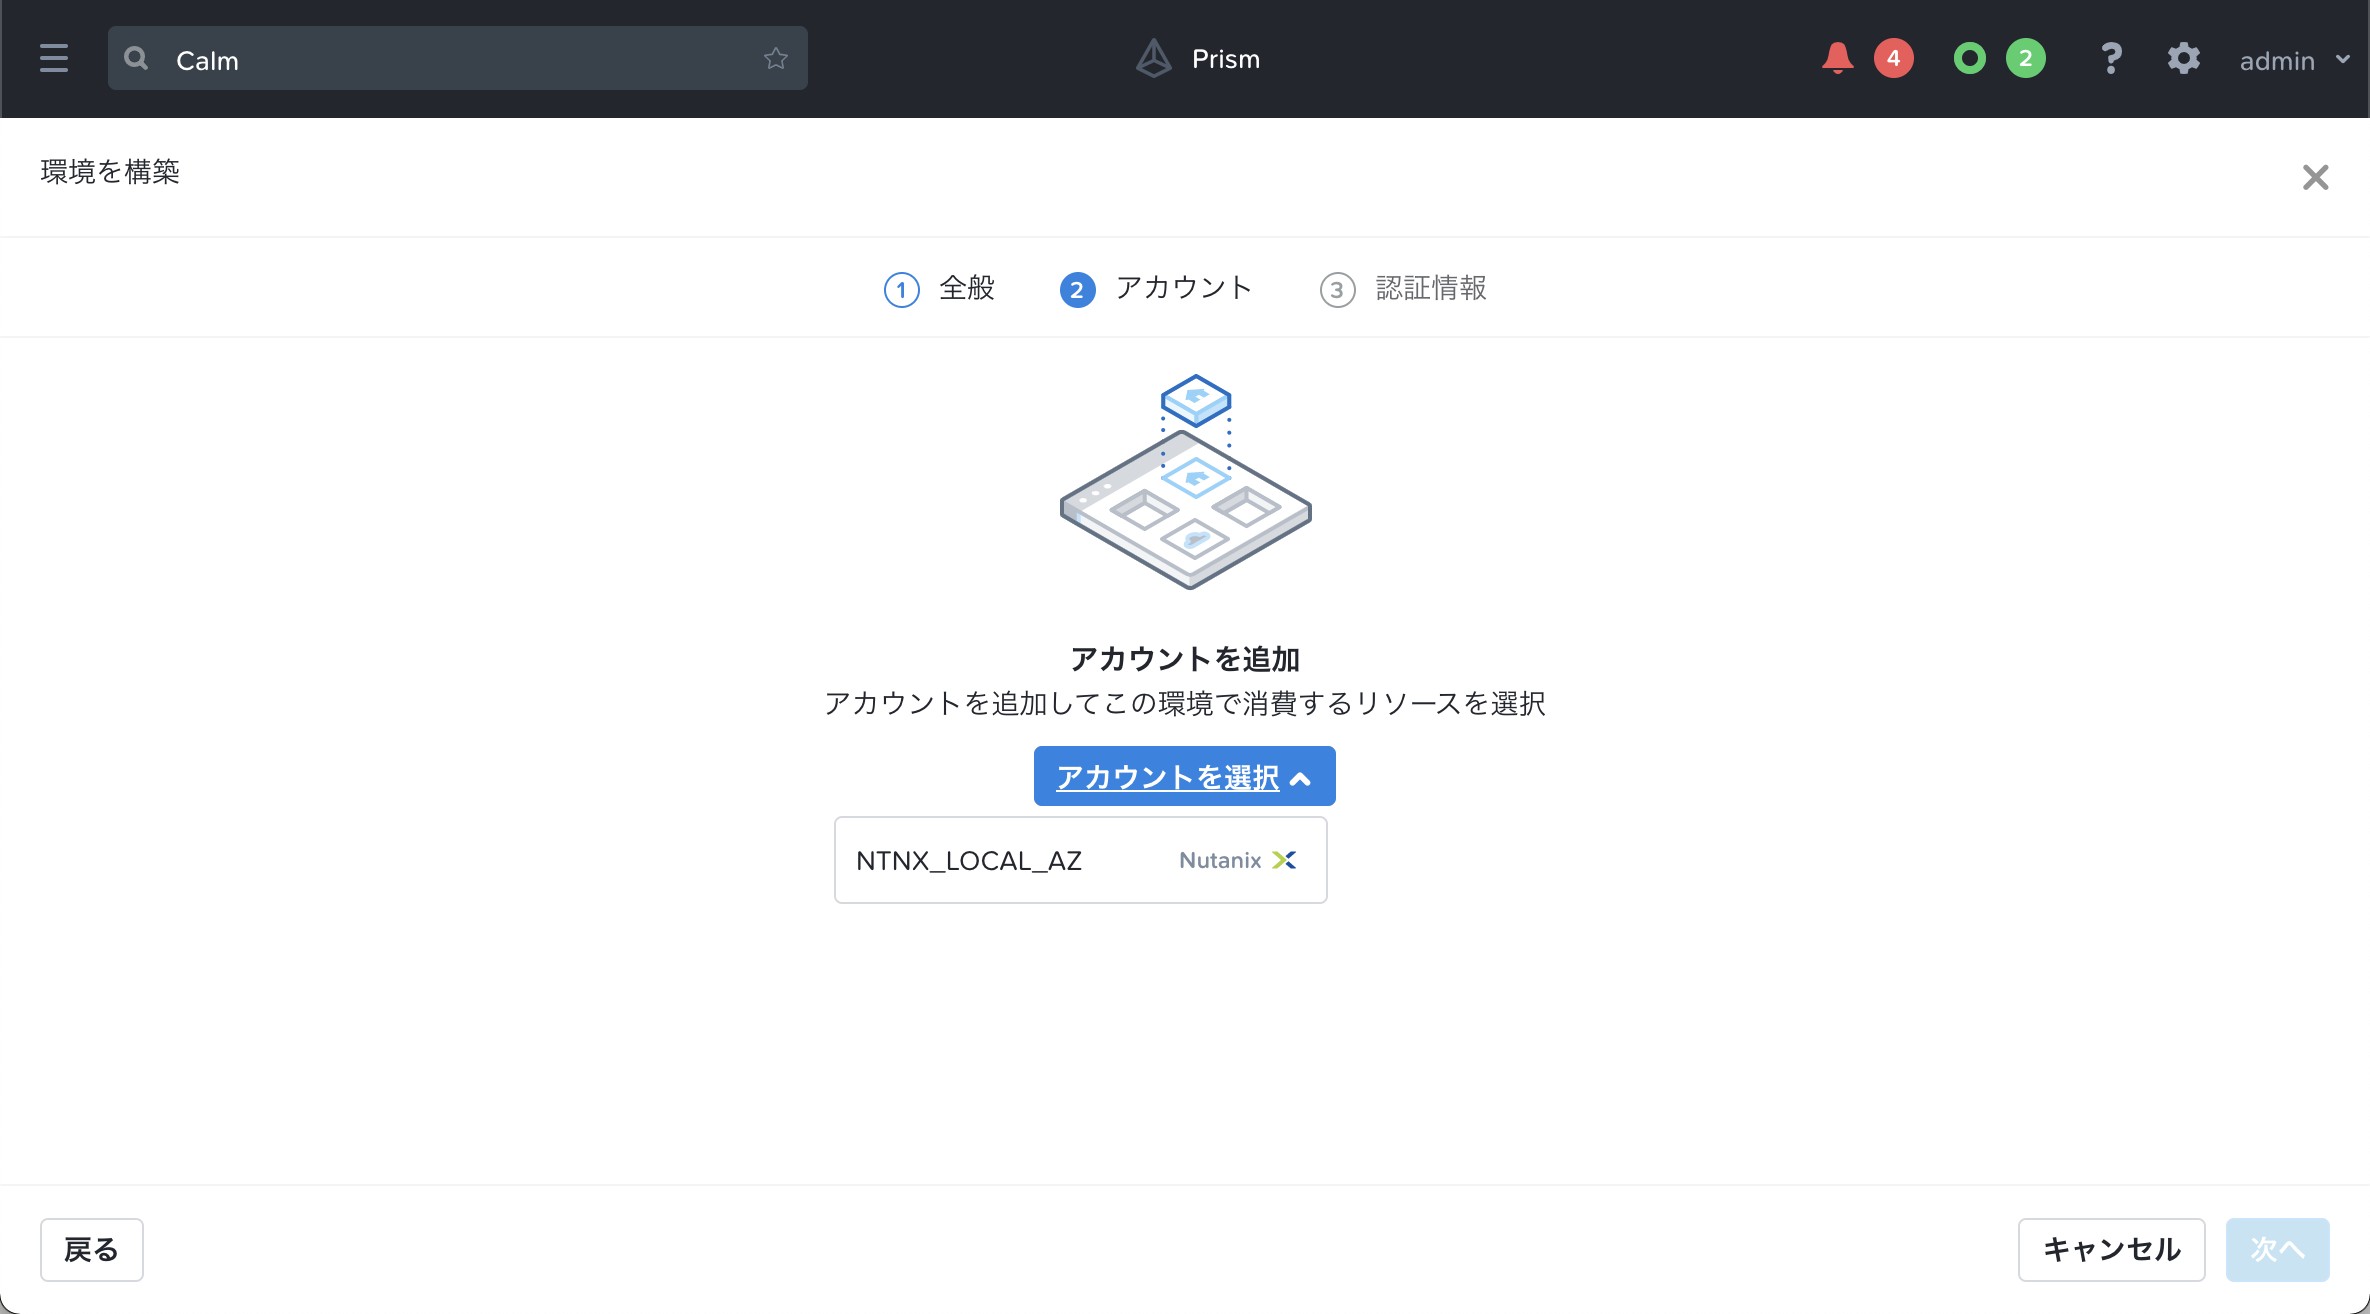 Calm
Prism
4
2
?
admin
環境を構築
1 全般
2 アカウント
3 認証情報
アカウントを追加
アカウントを追加してこの環境で消費するリソースを選択
アカウントを選択
NTNX_LOCAL_AZ Nutanix
戻る
キャンセル
次へ